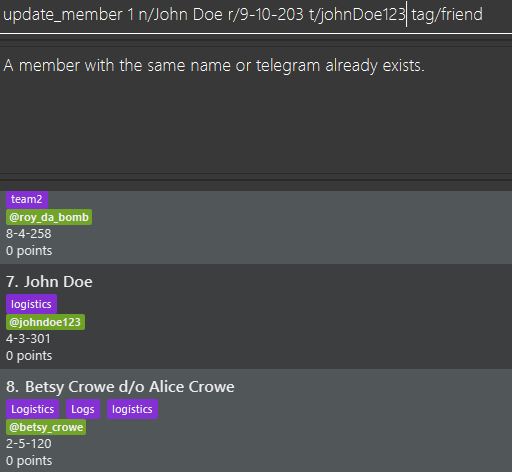 update_member 1 n/John Doe r/9-10-203 t/johnDoe123 tag/friend
A member with the same name or telegram already exists.
team2
@roy_da_bomb
8-4-258
0 points
7. John Doe
logistics
@johndoe123
4-3-301
0 points
8. Betsy Crowe d/o Alice Crowe
Logistics Logs logistics
@betsy_crowe
2-5-120
0 points